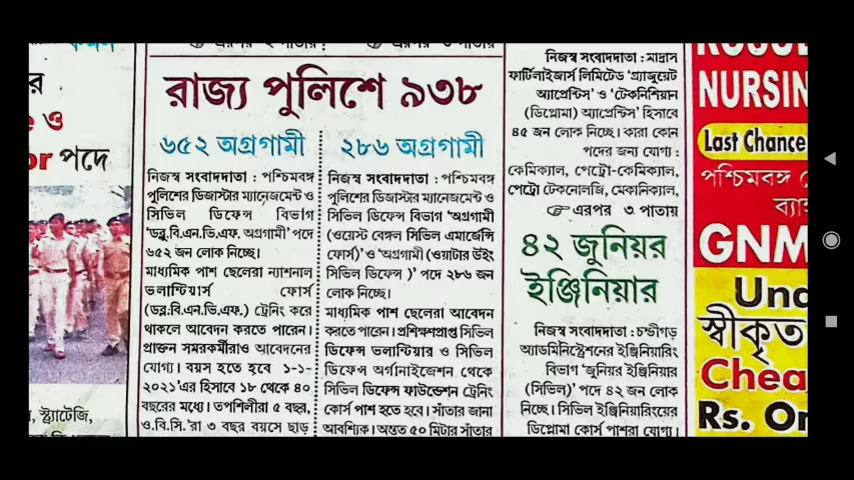 রাজ্য পুলিশে ৯৩৮
৬৫২ অগ্রগামী
নিজস্ব সংবাদদাতা : পশ্চিমবঙ্গ
পুলিশের ডিজাস্টার ম্যানেজমেন্ট ও
সিভিল ডিফেন্স বিভাগ
'ডব্লু.বি.এন.ভি.এফ. অগ্রগামী' পদে
৬৫২ জন লোক নিচ্ছে।
মাধ্যমিক পাশ ছেলেরা ন্যাশনাল
ভলান্টিয়ার্স ফোর্স
(ডব্লু.বি.এন.ভি.এফ.) ট্রেনিং করে
থাকলে আবেদন করতে পারেন।
প্রাক্তন সমরকর্মীরাও আবেদনের
যোগ্য। বয়স হতে হবে ১-১-
২০২১'এর হিসাবে ১৮ থেকে ৪০
বছরের মধ্যে। তপশিলীরা ৫ বছর,
ও.বি.সি.'রা ৩ বছর বয়সে ছাড়
২৮৬ অগ্রগামী
নিজস্ব সংবাদদাতা : পশ্চিমবঙ্গ
পুলিশের ডিজাস্টার ম্যানেজমেন্ট ও
সিভিল ডিফেন্স বিভাগ 'অগ্রগামী
(ওয়েস্ট বেঙ্গল সিভিল এমার্জেন্সি
ফোর্স)' ও 'অগ্রগামী (ওয়াটার উইং
সিভিল ডিফেন্স )' পদে ২৮৬ জন
লোক নিচ্ছে।
মাধ্যমিক পাশ ছেলেরা আবেদন
করতে পারেন। প্রশিক্ষণপ্রাপ্ত সিভিল
ডিফেন্স ভলান্টিয়ার ও সিভিল
ডিফেন্স অর্গানাইজেশন থেকে
সিভিল ডিফেন্স ফাউন্ডেশন ট্রেনিং
কোর্স পাশ হতে হবে। সাঁতার জানা
আবশ্যিক। অন্তত ৫০ মিটার সাঁতার
নিজস্ব সংবাদদাতা : মাদ্রাস
ফার্টিলাইজার্স লিমিটেড 'গ্র্যাজুয়েট
অ্যাপ্রেন্টিস' ও 'টেকনিশিয়ান
(ডিপ্লোমা) অ্যাপ্রেন্টিস' হিসাবে
৪৫ জন লোক নিচ্ছে। কারা কোন
পদের জন্য যোগ্য :
কেমিক্যাল, পেট্রো-কেমিক্যাল,
পেট্রো টেকনোলজি, মেকানিক্যাল,
☞ এরপর ৩ পাতায়
৪২ জুনিয়র
ইঞ্জিনিয়ার
নিজস্ব সংবাদদাতা : চণ্ডীগড়
অ্যাডমিনিস্ট্রেশনের ইঞ্জিনিয়ারিং
বিভাগ 'জুনিয়র ইঞ্জিনিয়ার
(সিভিল)' পদে ৪২ জন লোক
নিচ্ছে। সিভিল ইঞ্জিনিয়ারিংয়ের
ডিপ্লোমা কোর্স পাশরা যোগ্য।
র
ও
or পদে
, স্ট্র্যাটেজি,
NURSIN
Last Chance
পশ্চিমবঙ্গ
ব্যা
GNM
Und
স্বীকৃত
Chea
Rs. On